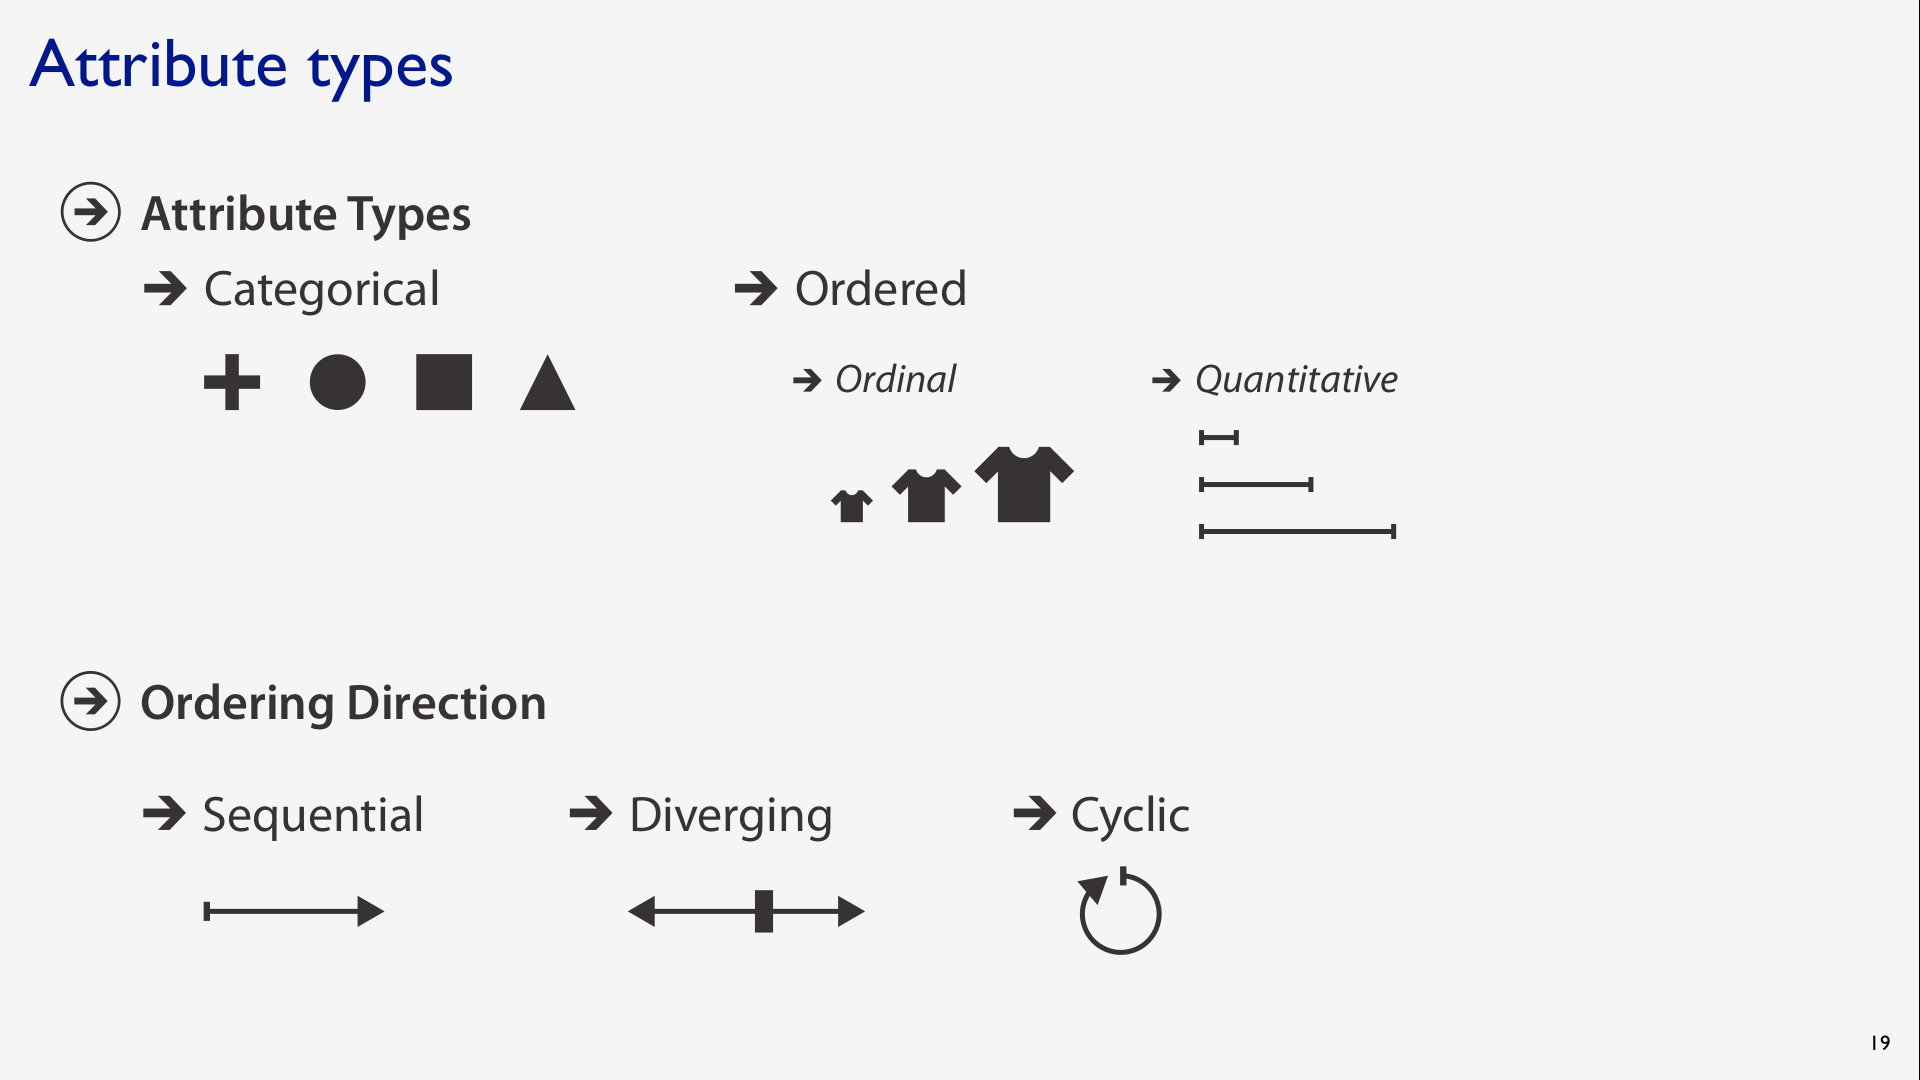 Attribute types
Attribute Types
Categorical
Ordered
Ordinal
Quantitative
Ordering Direction
Sequential
Diverging
Cyclic
19